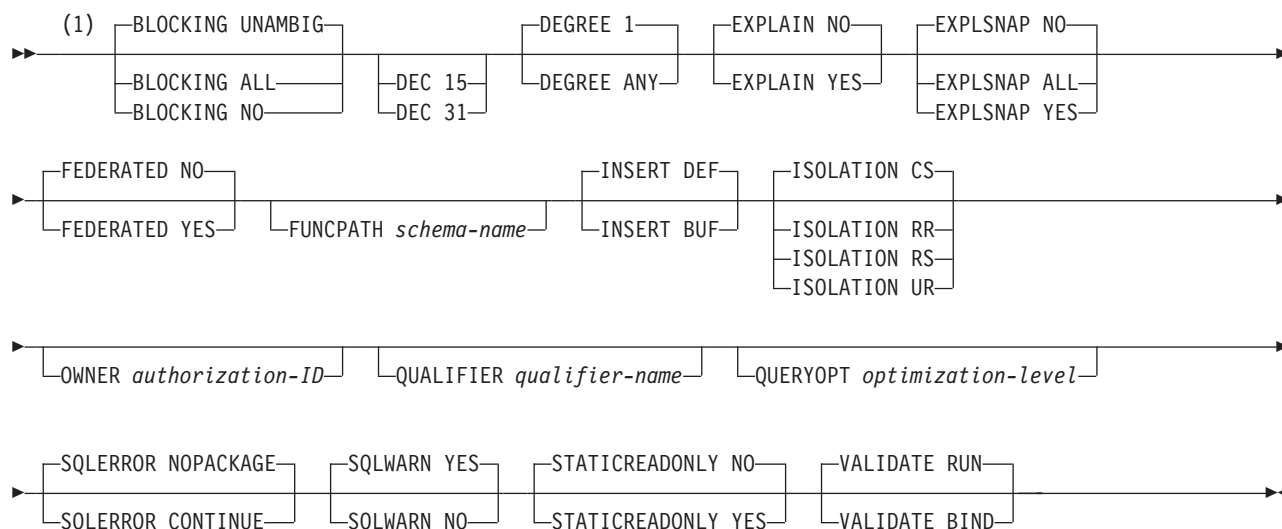 (1) BLOCKING UNAMBIG DEGREE 1 EXPLAIN NO EXPLSNAP NO
BLOCKING ALL DEC 15 DEGREE ANY EXPLAIN YES EXPLSNAP ALL
BLOCKING NO DEC 31 EXPLSNAP YES
FEDERATED NO INSERT DEF ISOLATION CS
FEDERATED YES FUNCPATH schema-name INSERT BUF ISOLATION RR
ISOLATION RS
ISOLATION UR
OWNER authorization-ID QUALIFIER qualifier-name QUERYOPT optimization-level
SQLERROR NOPACKAGE SQLWARN YES STATICREADONLY NO VALIDATE RUN
SQLERROR CONTINUE SQLWARN NO STATICREADONLY YES VALIDATE BIND